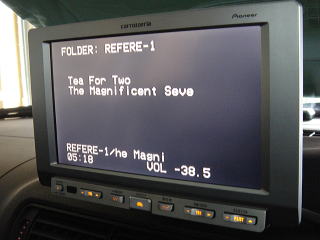 carrozzeria Pioneer
FOLDER: REFERE-1
Tea For Two
The Magnificent Seve
REFERE-1/he Magni
05:18 VOL -38.5